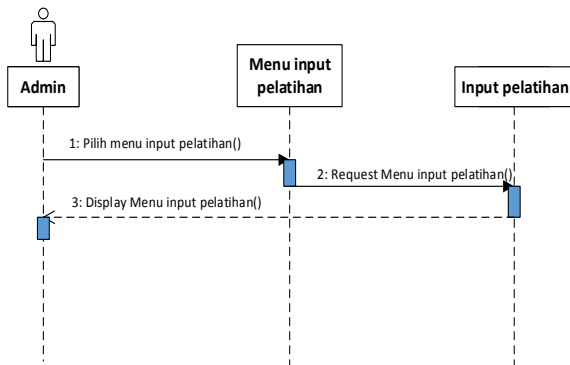 Admin
Menu input
pelatihan
Input pelatihan
1: Pilih menu input pelatihan()
2: Request Menu input pelatihan()
3: Display Menu input pelatihan()